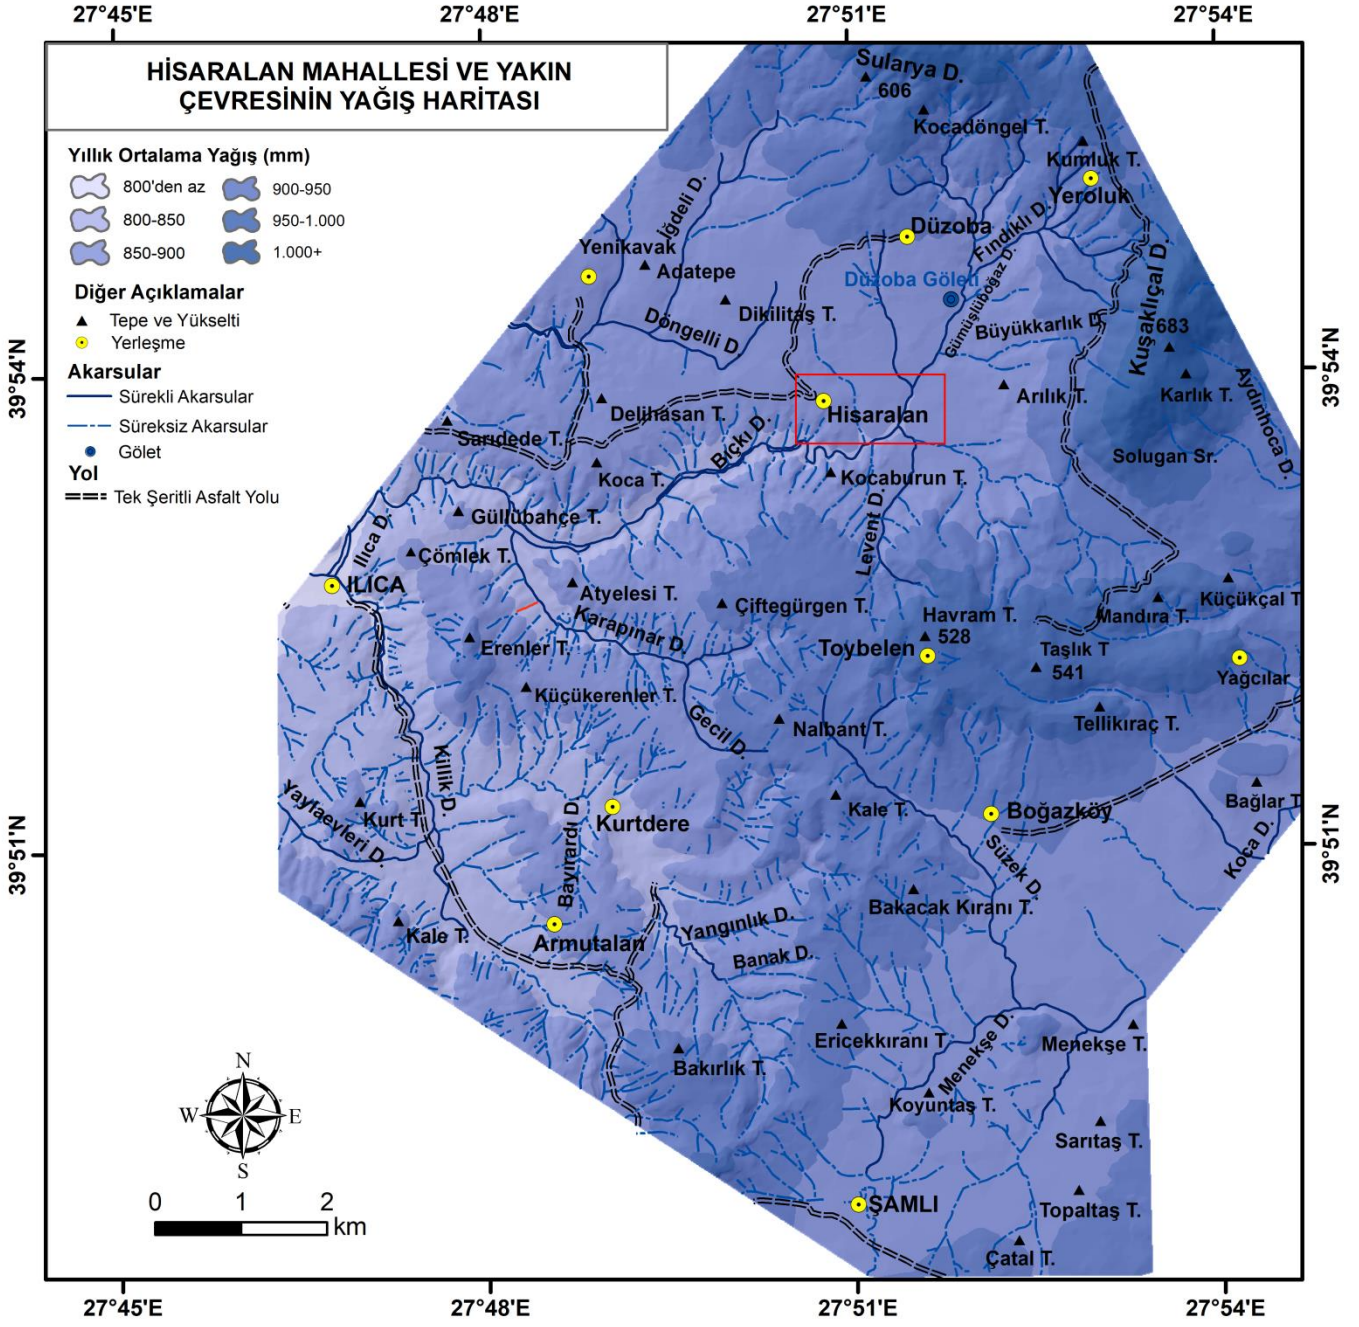 27°45'E
27°48'E
27°51'E
27°54'E
HİSARALAN MAHALLESİ VE YAKIN
ÇEVRESİNİN YAĞIŞ HARİTASI
Yıllık Ortalama Yağış (mm)
800'den az
900-950
800-850
950-1.000
850-900
1.000+
Diğer Açıklamalar
Tepe ve Yükselti
Yerleşme
Akarsular
Sürekli Akarsular
Süreksiz Akarsular
Gölet
Yol
Tek Şeritli Asfalt Yolu
Sularya D.
606
Kocadöngel T.
Kumluk T.
Yeroluk
İğdeli D.
Düzoba
Fındıklı D.
Yenikavak
Adatepe
Düzoba Göleti
Gümüşlüboğaz D.
Kuşaklıçal D.
Dikilitaş T.
Döngelli D.
Büyükkarlık D.
683
39°54'N
39°54'N
Karlık T.
Aydınhoca D.
Arılık T.
Delihasan T.
Hisaralan
Sarıdede T.
Bıçkı D.
Solugan Sr.
Koca T.
Kocaburun T.
Güllübahçe T.
Levent D.
Ilıca D.
Çömlek T.
ILICA
Atyelesi T.
Çiftegürgen T.
Küçükçal T.
Mandıra T.
Havram T.
528
Karapınar D.
Erenler T.
Toybelen
Taşlık T
541
Yağcılar
Küçükerenler T.
Gecil D.
Nalbant T.
Tellikıraç T.
Killik D.
Yaylaevleri D.
Kurt T.
Kurtdere
Kale T.
Boğazköy
Bağlar T
39°51'N
39°51'N
Koca D.
Bayırardı D
Süzek D.
Bakacak Kıranı T.
Kale T.
Armutalan
Yangınlık D.
Banak D.
Ericekkıranı T
Menekşe D.
Menekşe T.
Bakırlık T.
Koyuntaş T.
Sarıtaş T.
N
W
E
S
ŞAMLI
Topaltaş T.
Çatal T.
0 1 2
km
27°45'E
27°48'E
27°51'E
27°54'E